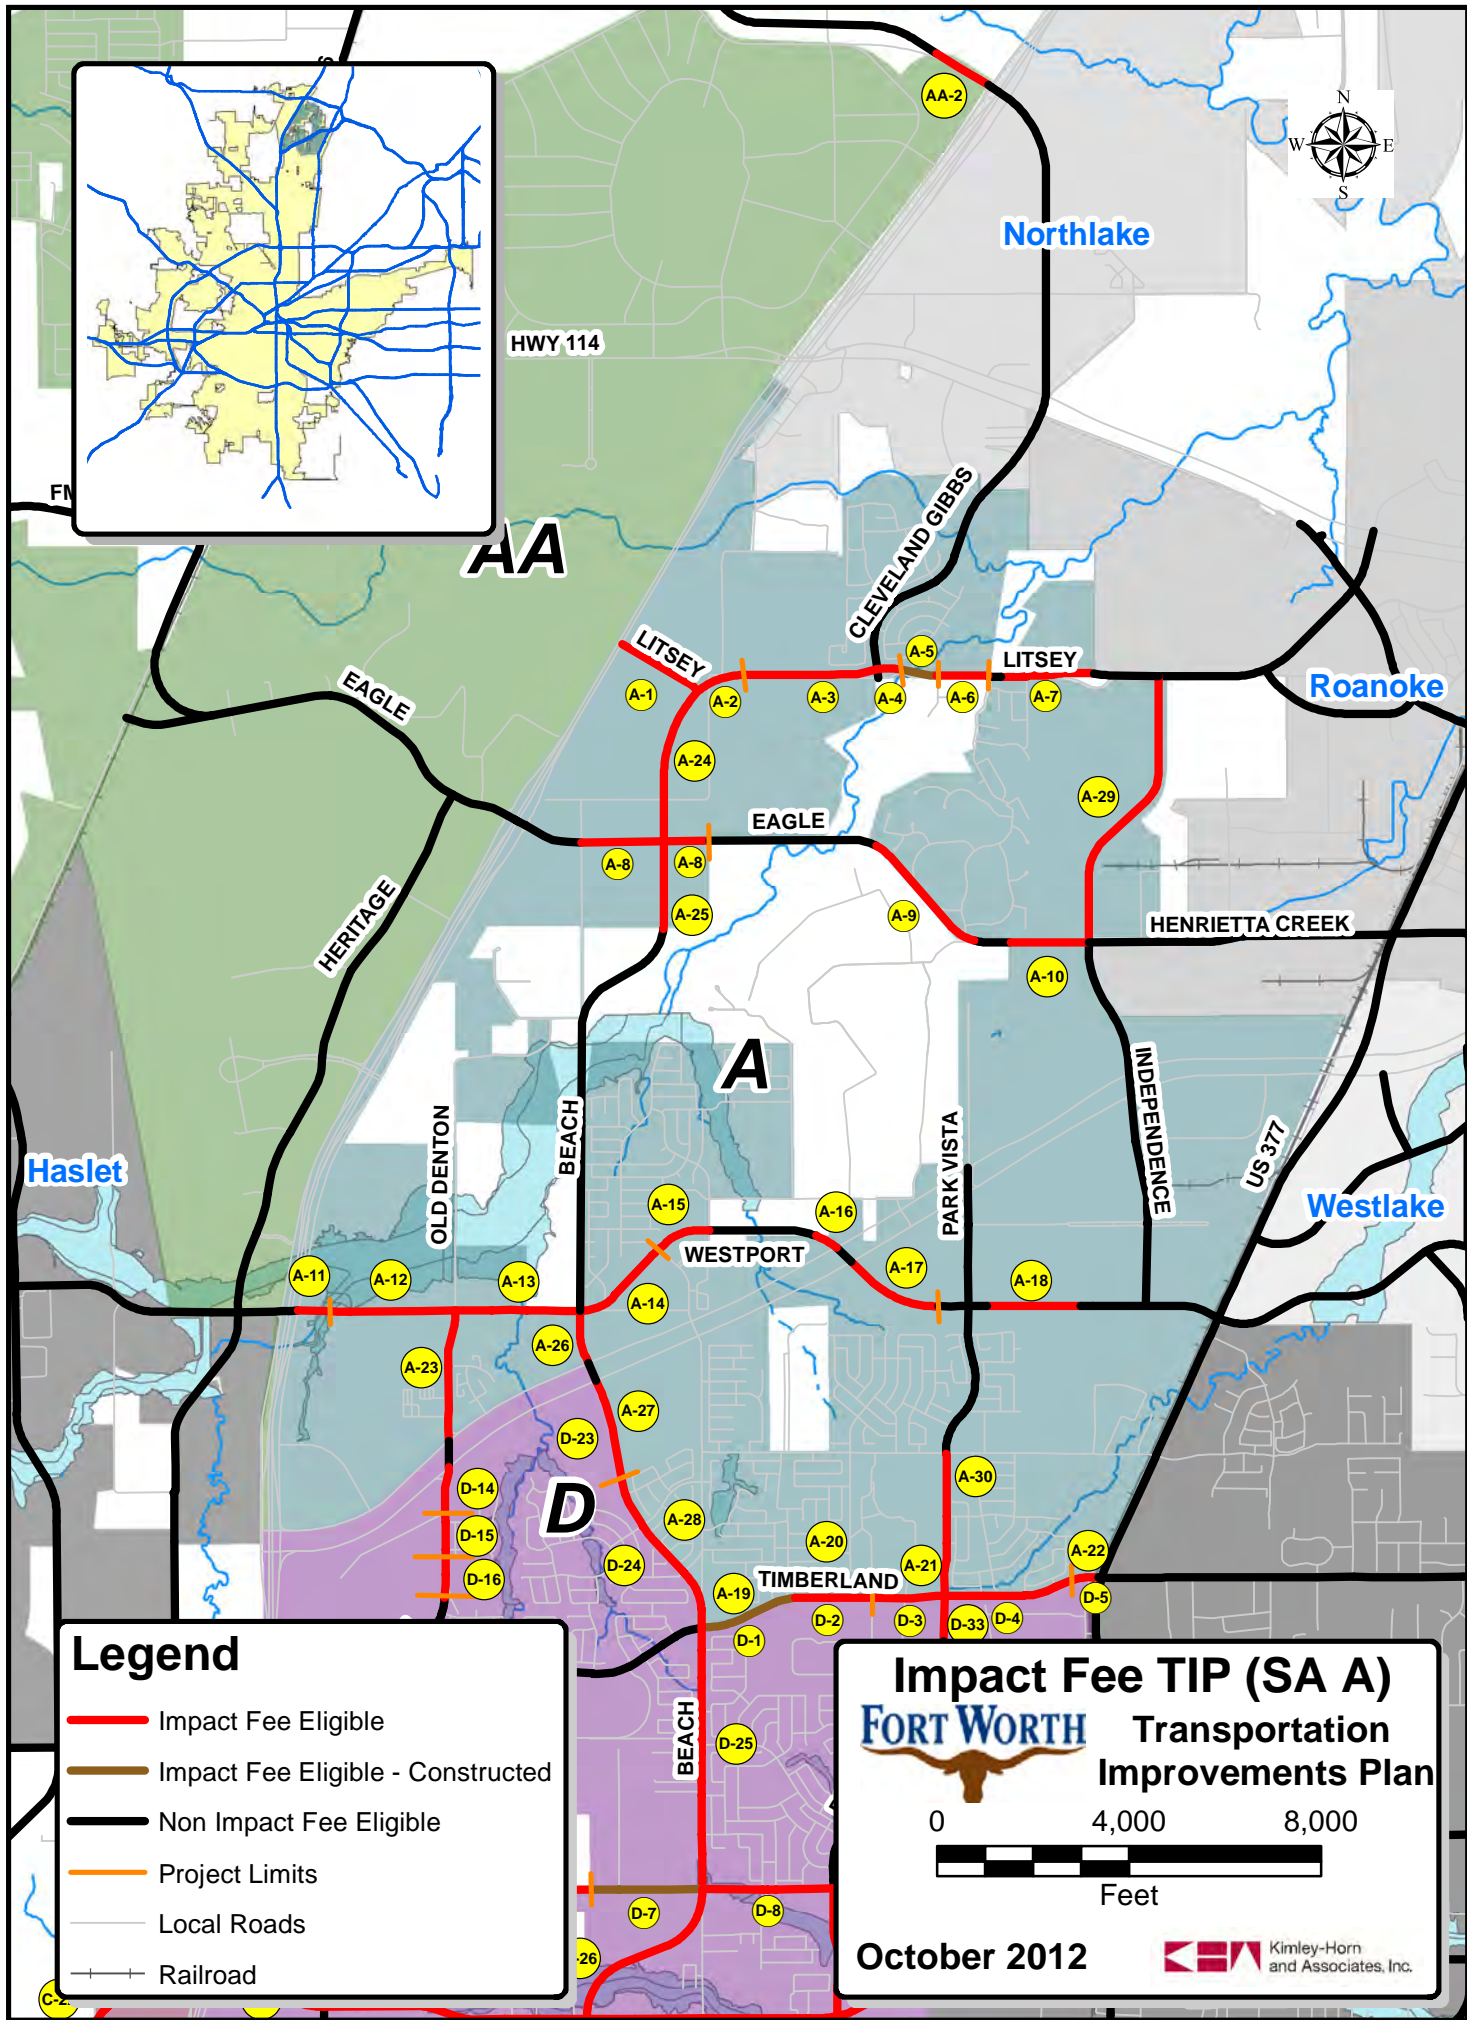 AA-2
N
W
E
S
Northlake
HWY 114
FM
AA
CLEVELAND GIBBS
LITSEY
A-5
LITSEY
A-1
A-2
A-3
A-4
A-6
A-7
Roanoke
EAGLE
A-24
A-29
EAGLE
A-8
A-8
A-25
A-9
HERITAGE
HENRIETTA CREEK
A-10
A
INDEPENDENCE
BEACH
OLD DENTON
PARK VISTA
US 377
Haslet
Westlake
A-15
A-16
WESTPORT
A-11
A-12
A-13
A-17
A-18
A-14
A-26
A-23
A-27
D-23
D-14
A-30
D
A-28
D-15
A-20
D-24
A-21
A-22
D-16
TIMBERLAND
A-19
D-5
D-2
D-3
D-33
D-4
D-1
BEACH
D-25
D-7
D-8
-26
C-2
Legend
Impact Fee Eligible
Impact Fee Eligible - Constructed
Non Impact Fee Eligible
Project Limits
Local Roads
Railroad
Impact Fee TIP (SA A)
FORT WORTH
Transportation
Improvements Plan
0 4,000 8,000
Feet
October 2012
Kimley-Horn
and Associates, Inc.